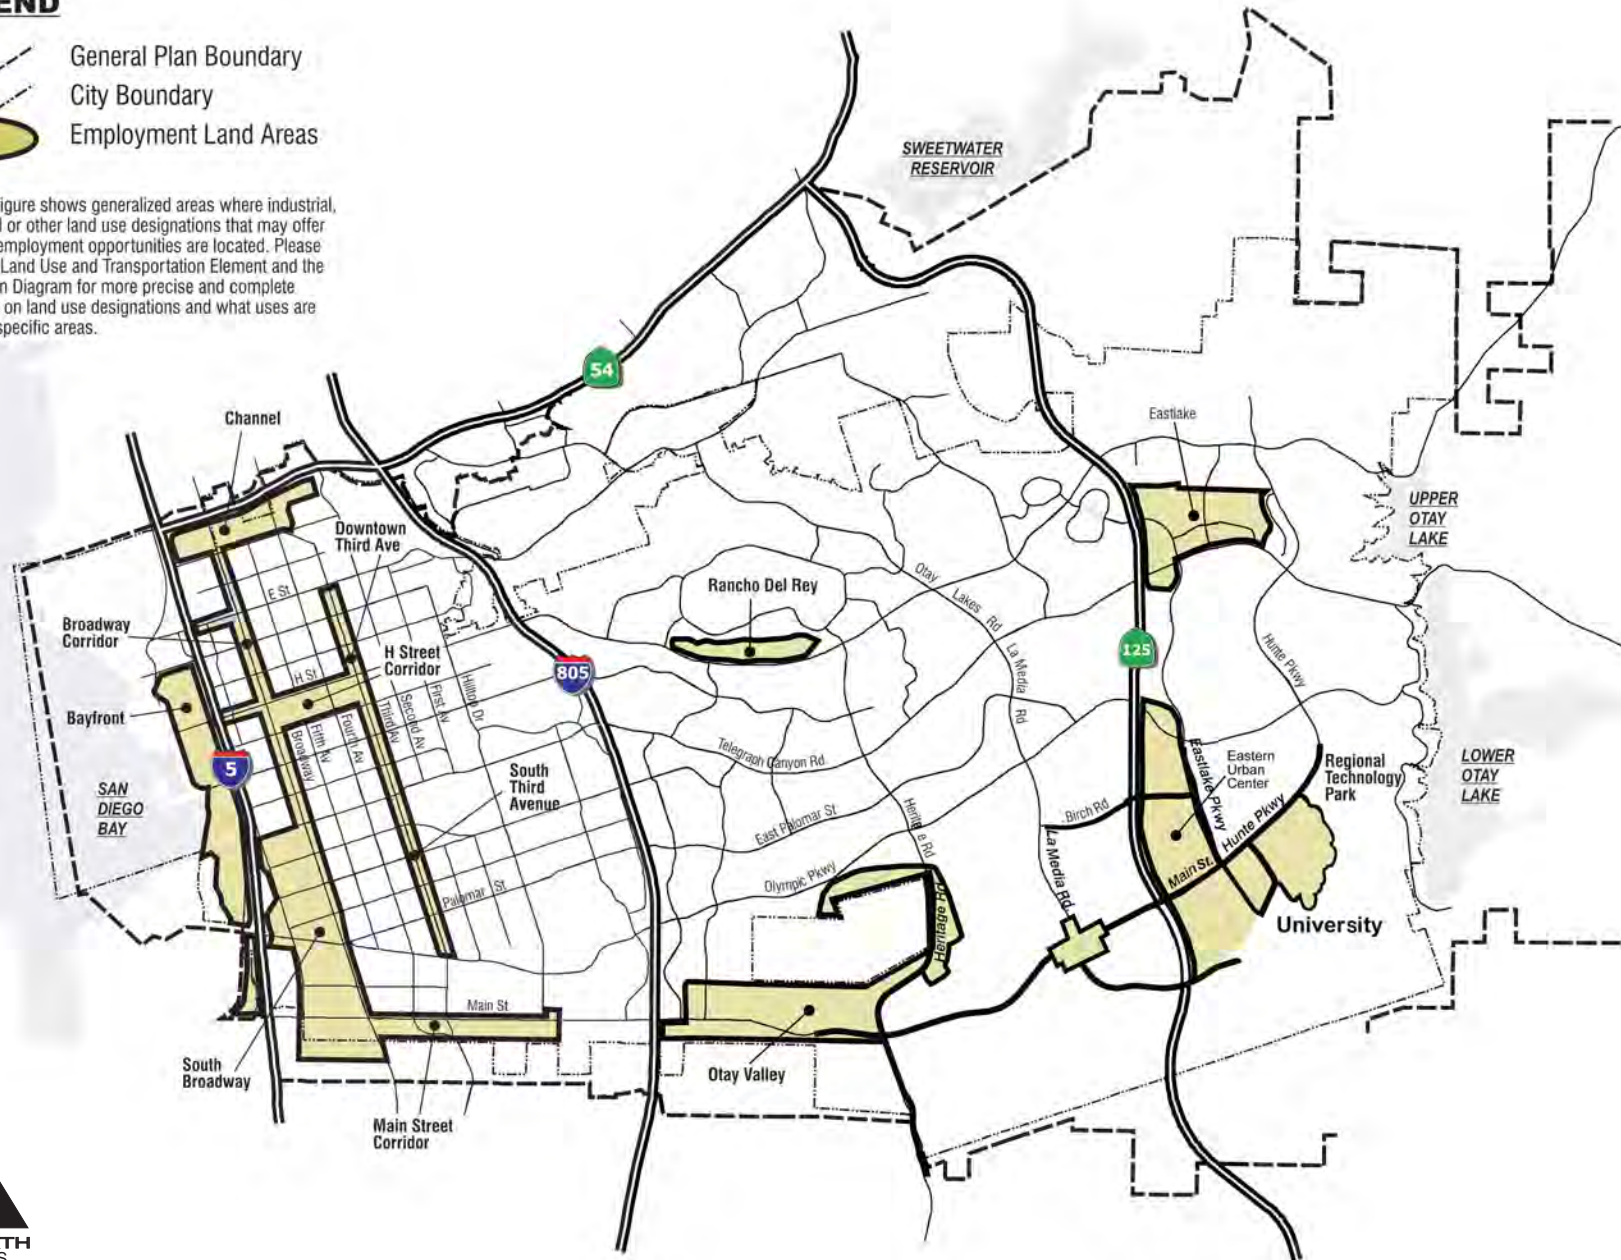 END
General Plan Boundary
City Boundary
Employment Land Areas
igure shows generalized areas where industrial,
or other land use designations that may offer
employment opportunities are located. Please
Land Use and Transportation Element and the
Diagram for more precise and complete
on land use designations and what uses are
specific areas.
SWEETWATER
RESERVOIR
54
Channel
Eastlake
UPPER
OTAY
LAKE
Downtown
Third Ave
E St
Rancho Del Rey
Otay
Lakes
Rd
Broadway
Corridor
H Street
Corridor
H St
805
125
La Media
Rd
Hunte Pkwy
Bayfront
Broadway
Fifth Av
Fourth Av
Third Av
Second Av
First Av
Hilltop Dr
5
Telegraph Canyon Rd.
SAN
DIEGO
BAY
South
Third
Avenue
Eastlake Pkwy
Eastern
Urban
Center
Regional
Technology
Park
LOWER
OTAY
LAKE
Birch Rd
East Palomar St
Herit e Rd
Hunte Pkwy
La Media Rd.
Main St.
Olympic Pkwy
Palomar St
Heritage Rd
University
Main St
South
Broadway
Otay Valley
Main Street
Corridor
TH